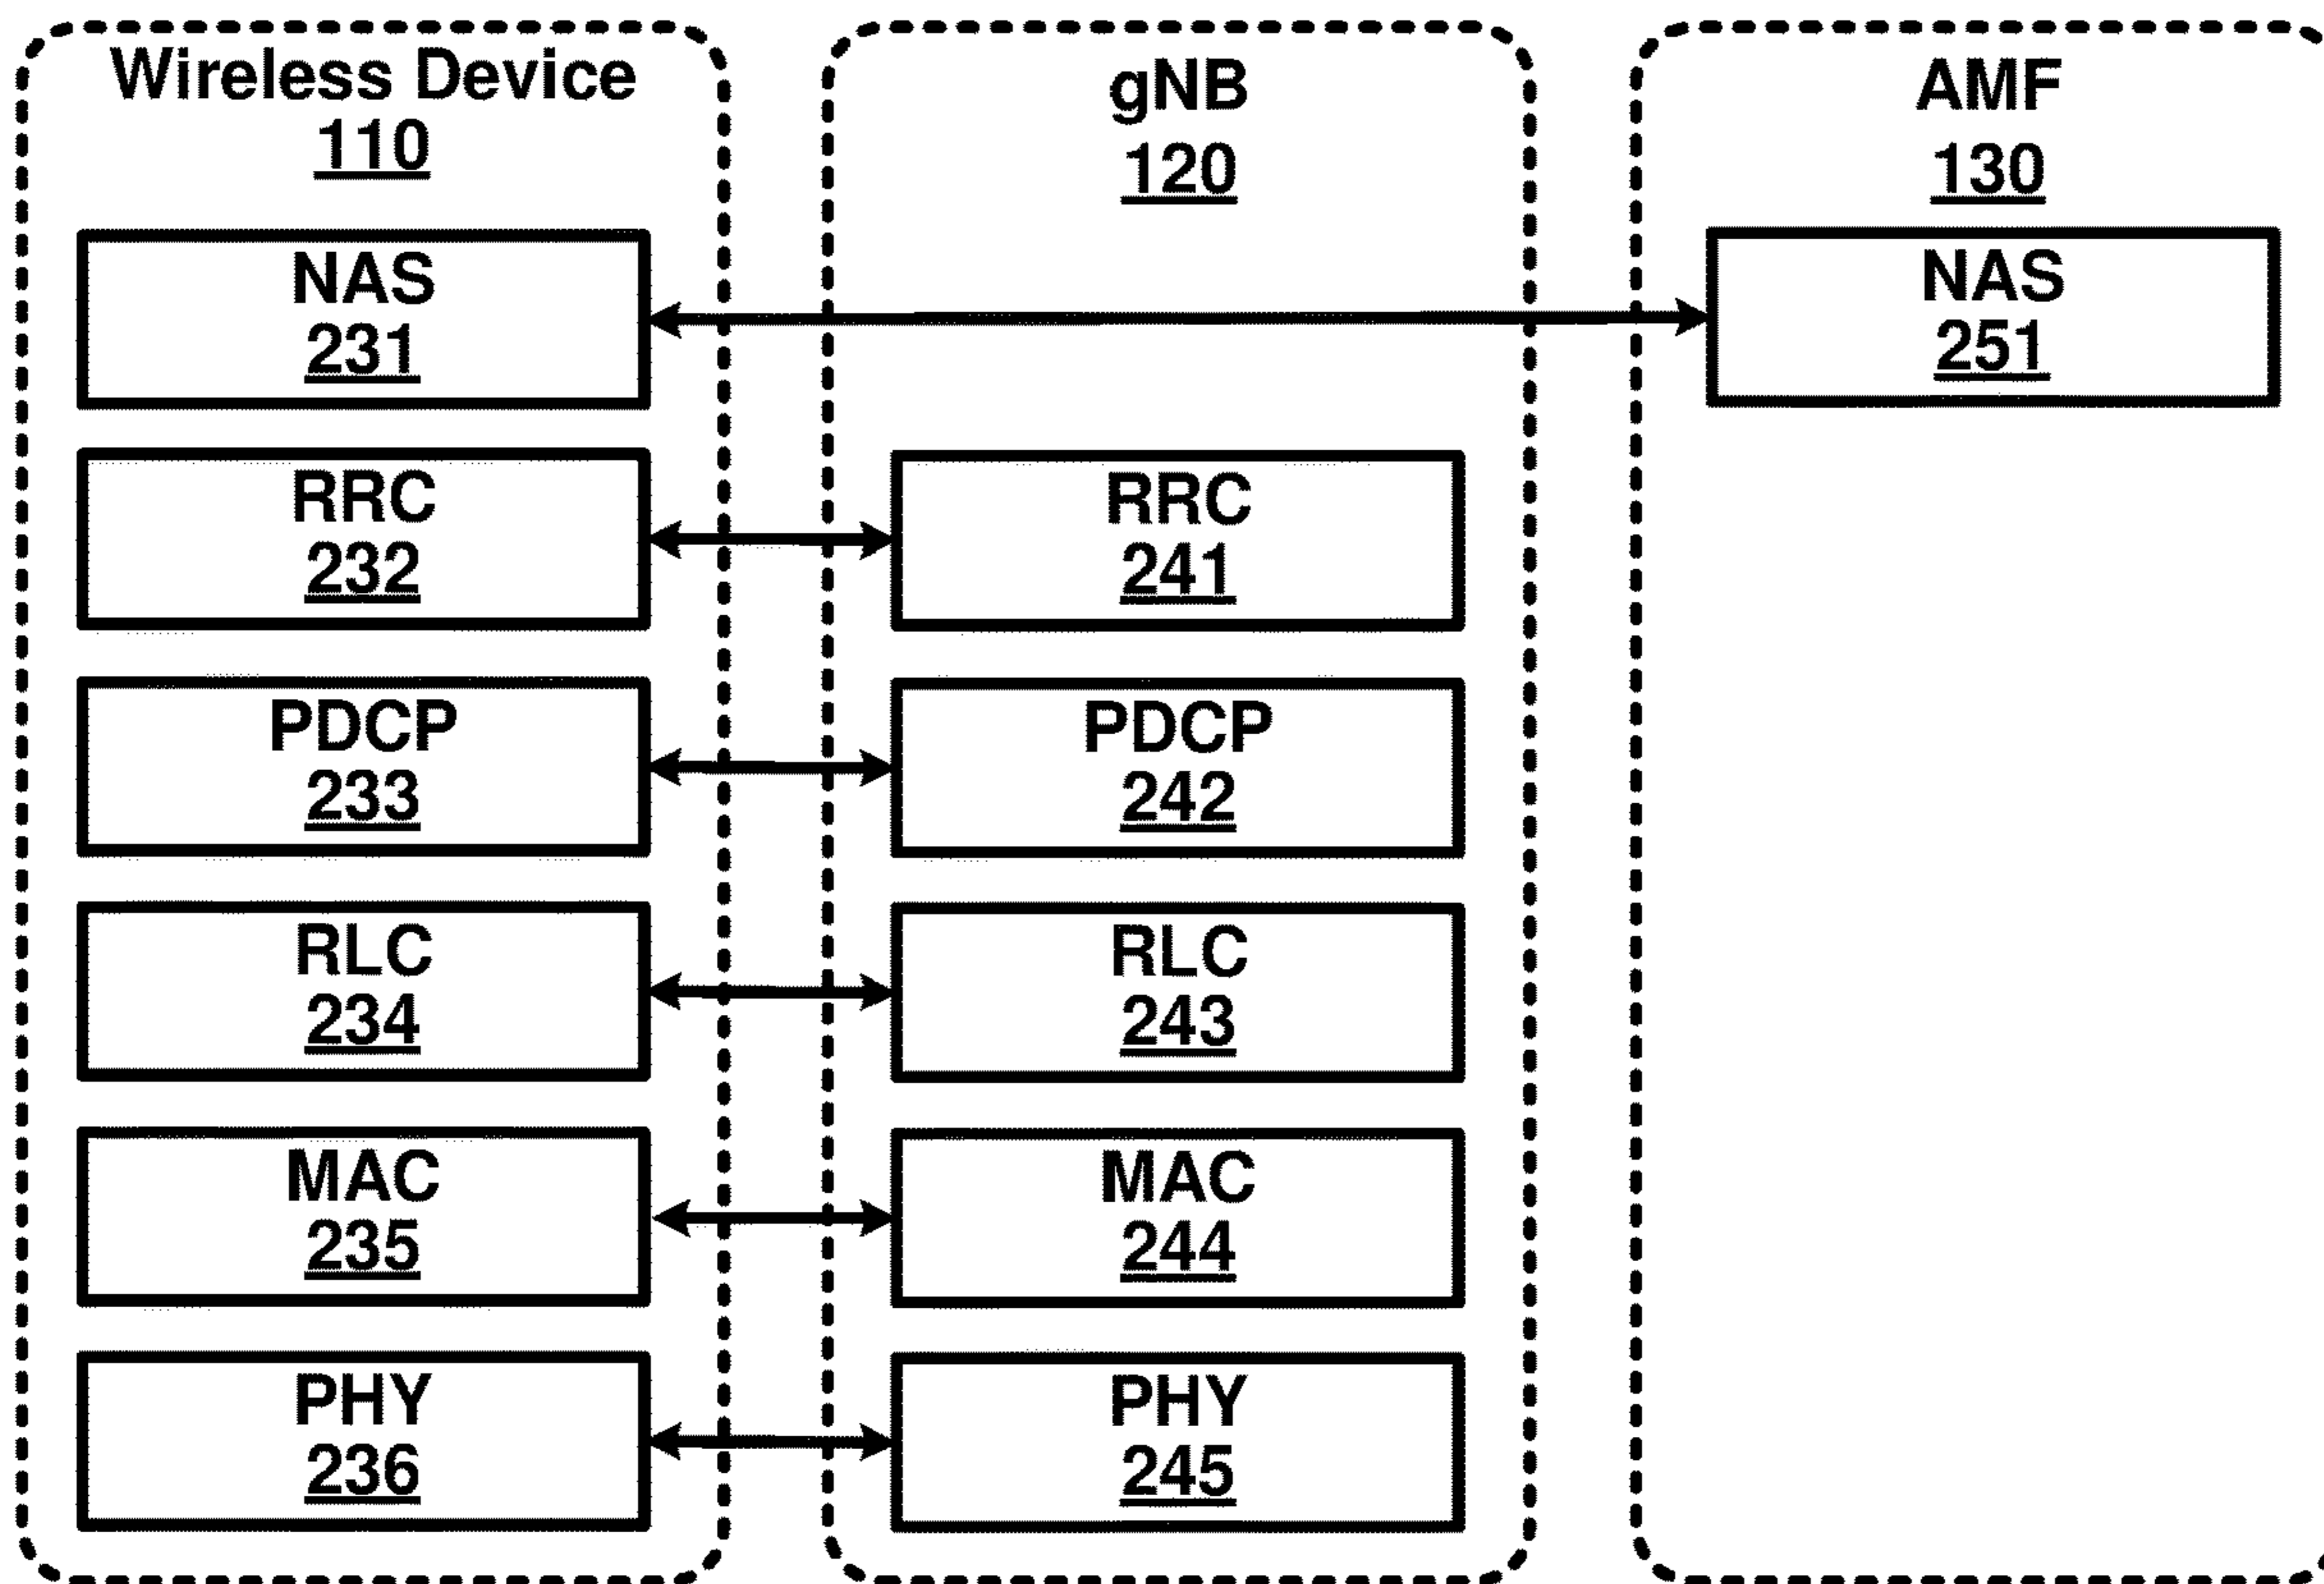 Wireless Device
110
gNB
120
AMF
130
NAS
231
NAS
251
RRC
232
RRC
241
PDCP
233
PDCP
242
RLC
234
RLC
243
MAC
235
MAC
244
PHY
236
PHY
245